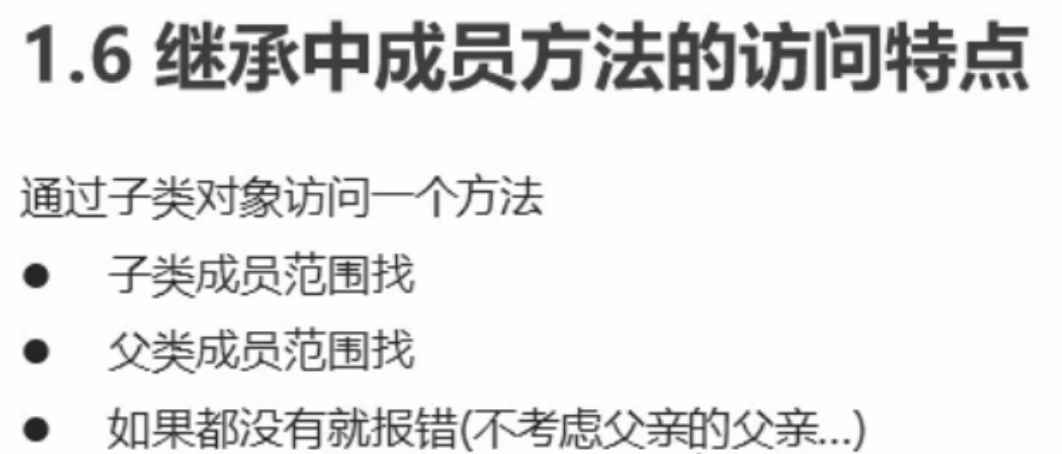 1.6 继承中成员方法的访问特点
通过子类对象访问一个方法
● 子类成员范围找
● 父类成员范围找
● 如果都没有就报错(不考虑父亲的父亲...)